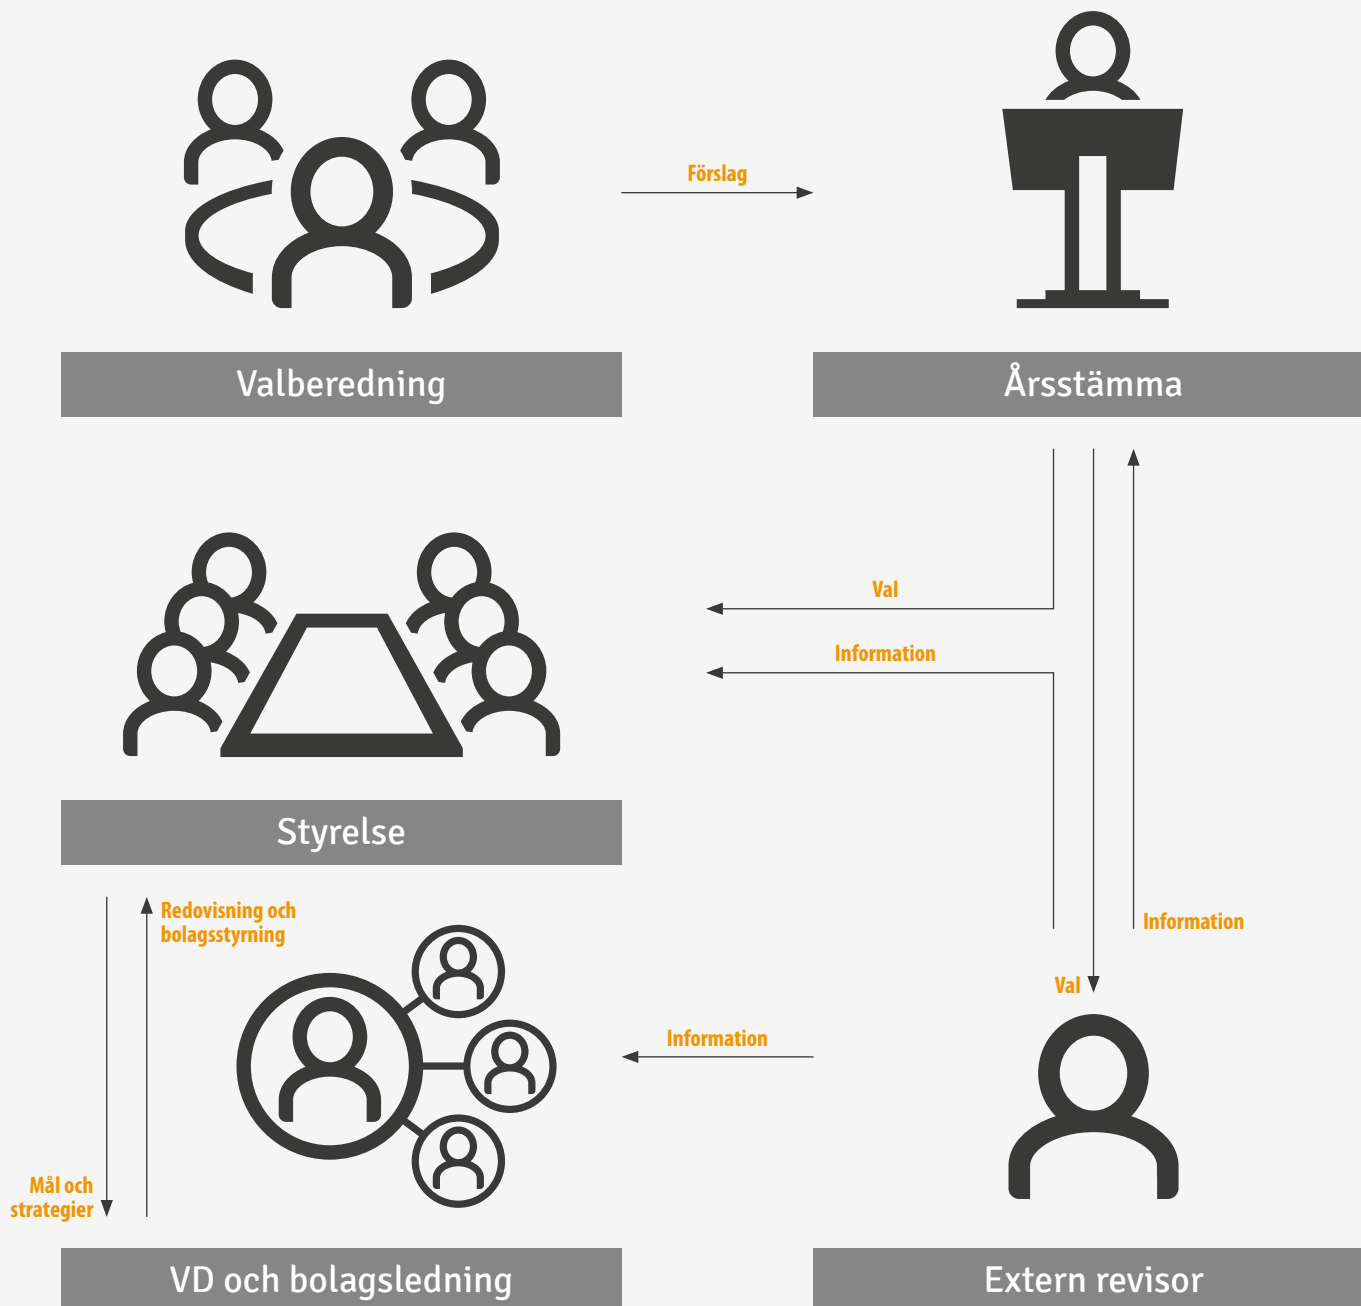 Förslag
Valberedning
Årsstämma
Val
Information
Styrelse
Redovisning och
bolagsstyrning
Information
Val
Information
Mål och
strategier
VD och bolagsledning
Extern revisor